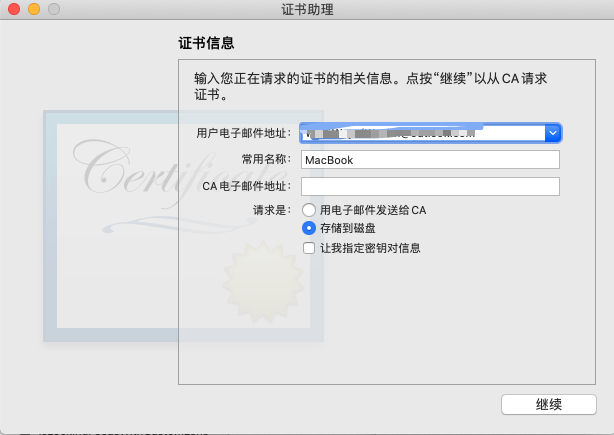 证书助理
证书信息
输入您正在请求的证书的相关信息。点按“继续”以从 CA 请求
证书。
用户电子邮件地址：
常用名称： MacBook
CA 电子邮件地址：
请求是： 用电子邮件发送给 CA
存储到磁盘
让我指定密钥对信息
Certificate
继续